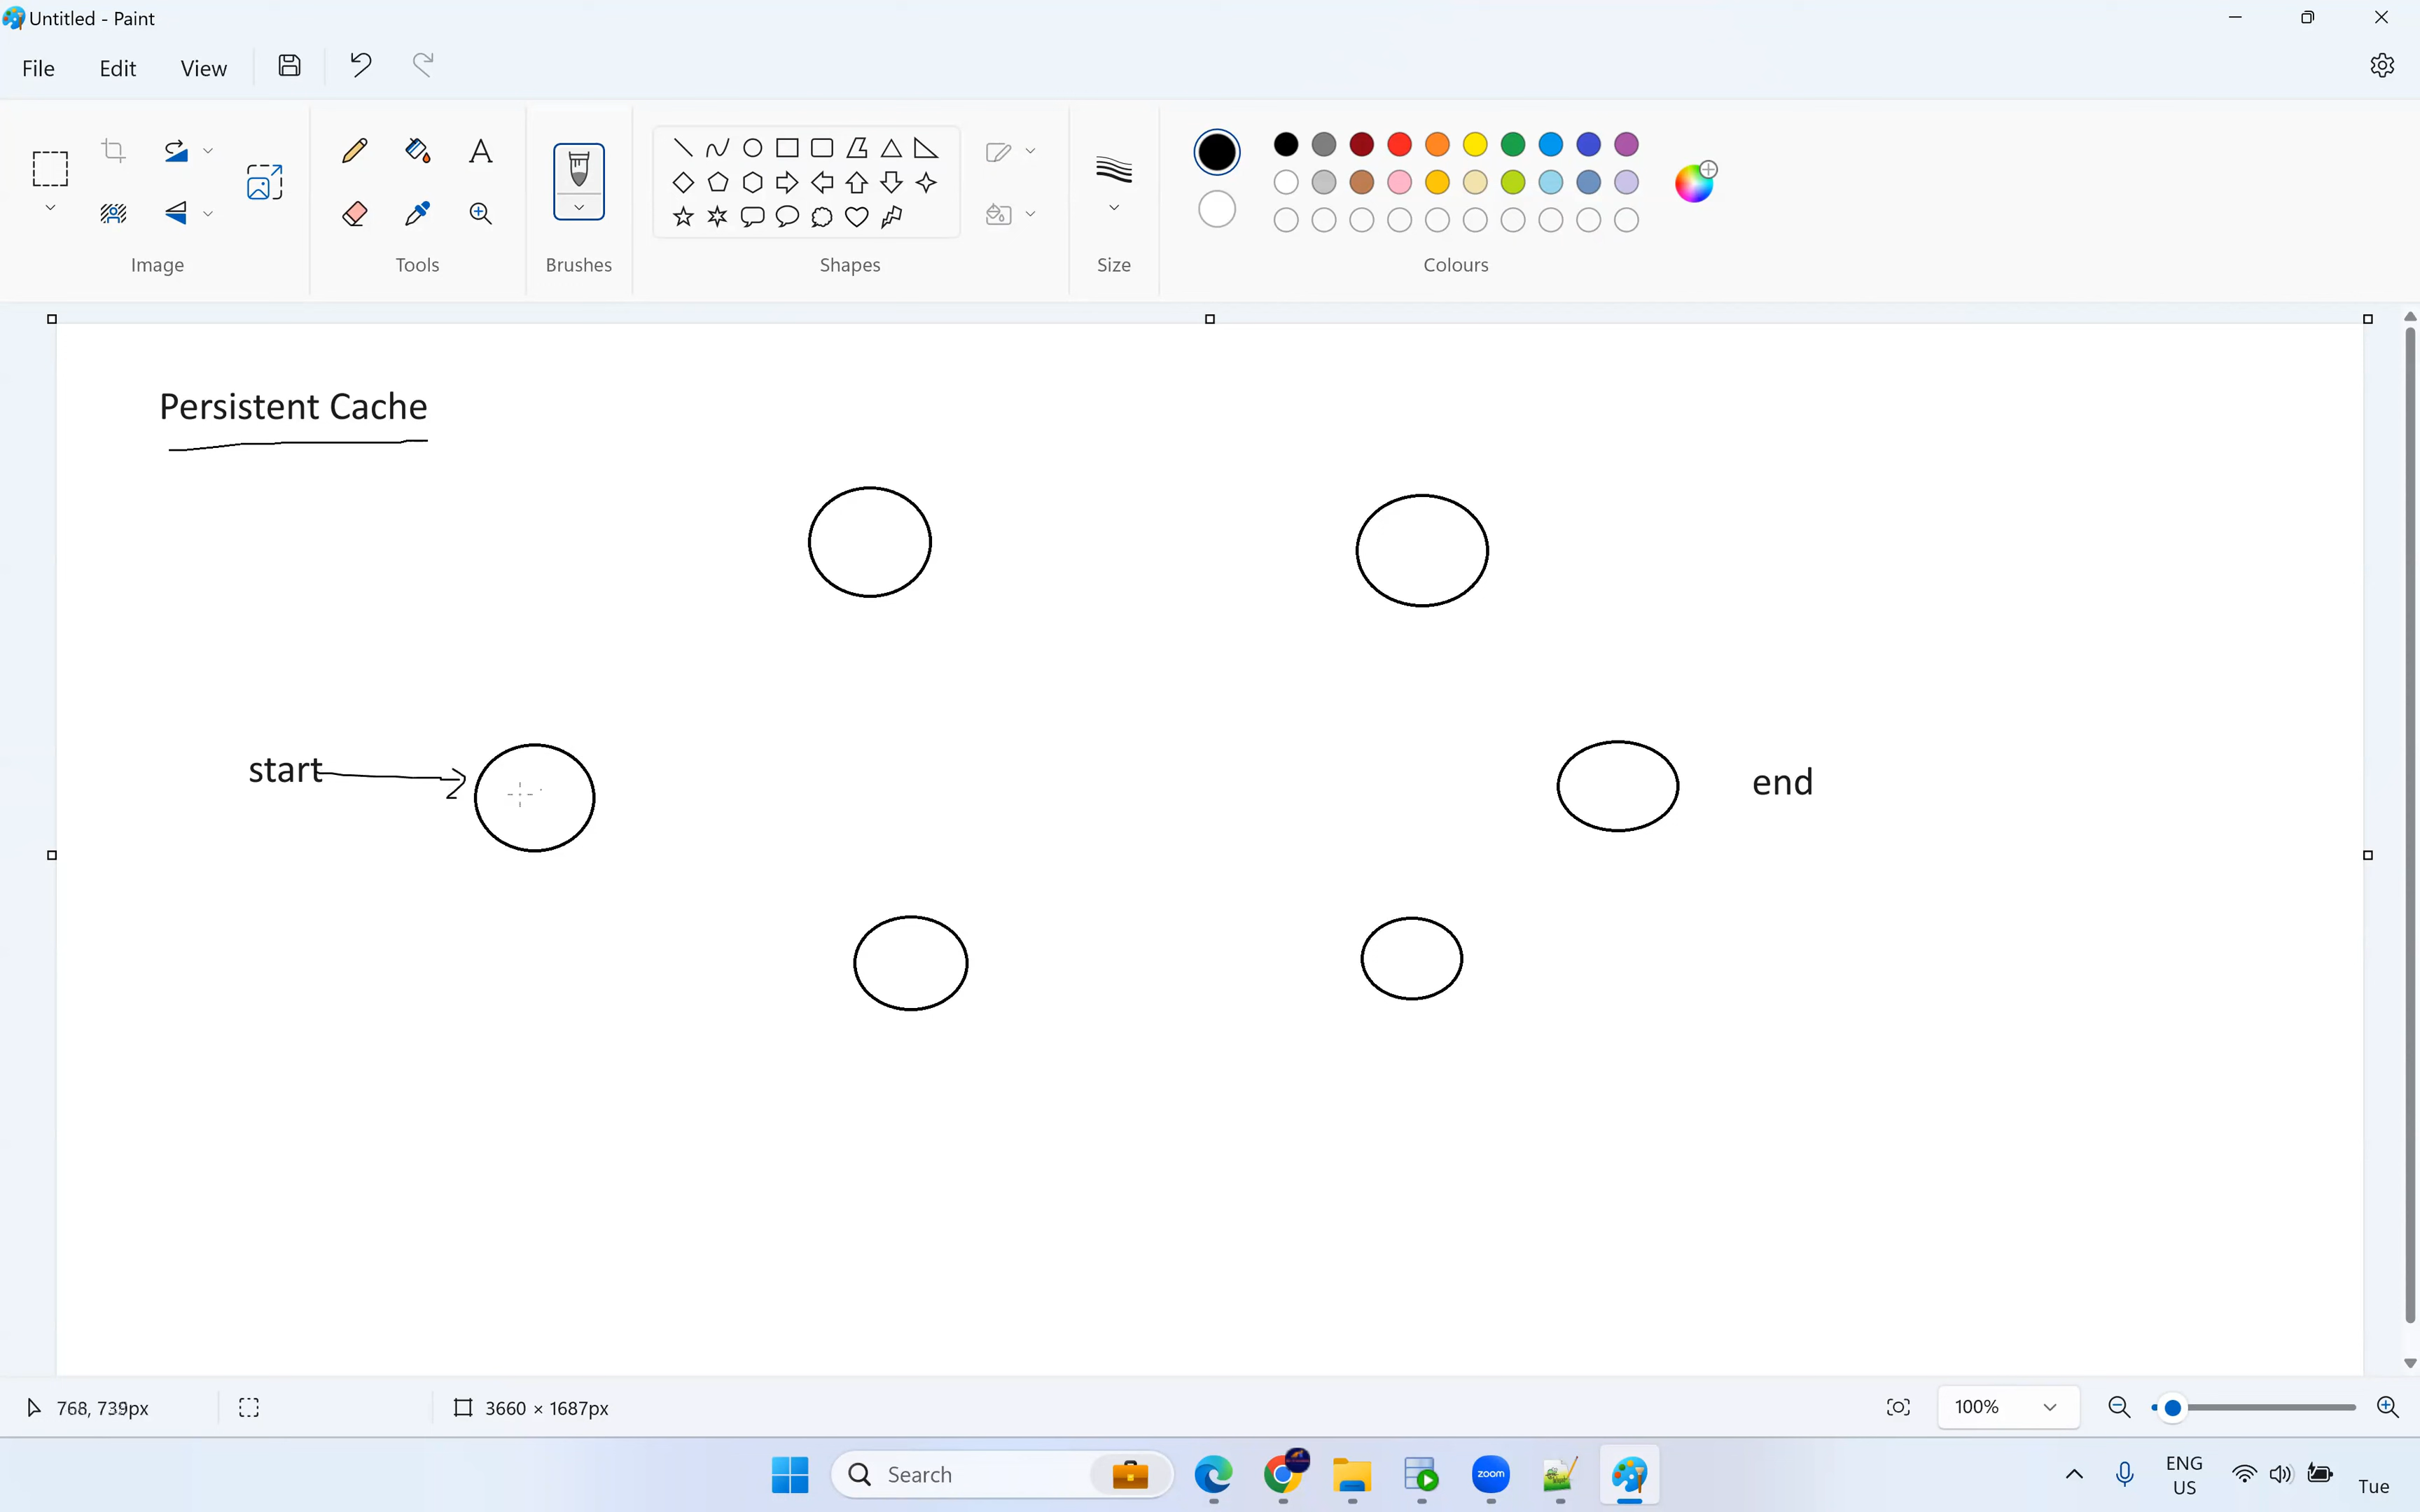 Untitled - Paint
File Edit View
Image Tools Brushes Shapes Size Colours
Persistent Cache
start end
768, 739px 3660 × 1687px 100%
Search zoom ENG
US Tue